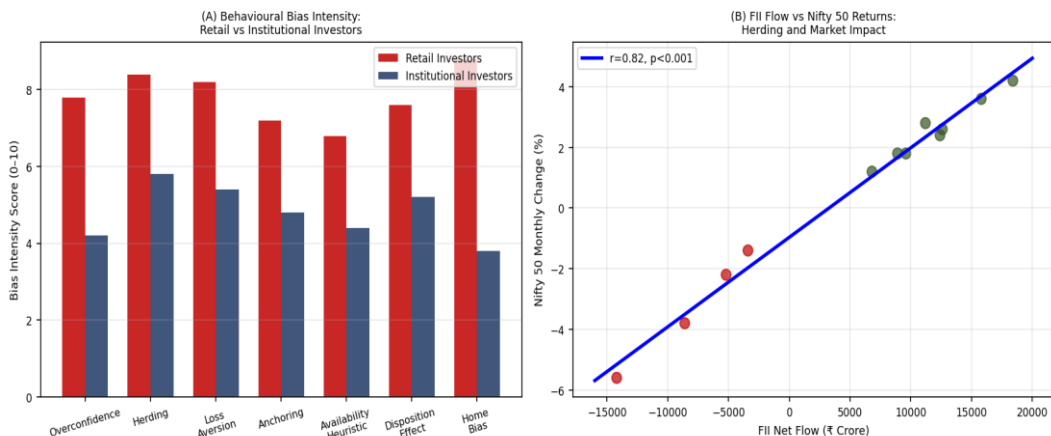 (A) Behavioural Bias Intensity:
Retail vs Institutional Investors
Retail Investors
Institutional Investors
Bias Intensity Score (0–10)
8
6
4
2
0
Overconfidence
Herding
Loss
Aversion
Anchoring
Availability
Heuristic
Disposition
Effect
Home
Bias
(B) FII Flow vs Nifty 50 Returns:
Herding and Market Impact
r=0.82, p<0.001
Nifty 50 Monthly Change (%)
4
2
0
−2
−4
−6
−15000
−10000
−5000
0
5000
10000
15000
20000
FII Net Flow (₹ Crore)